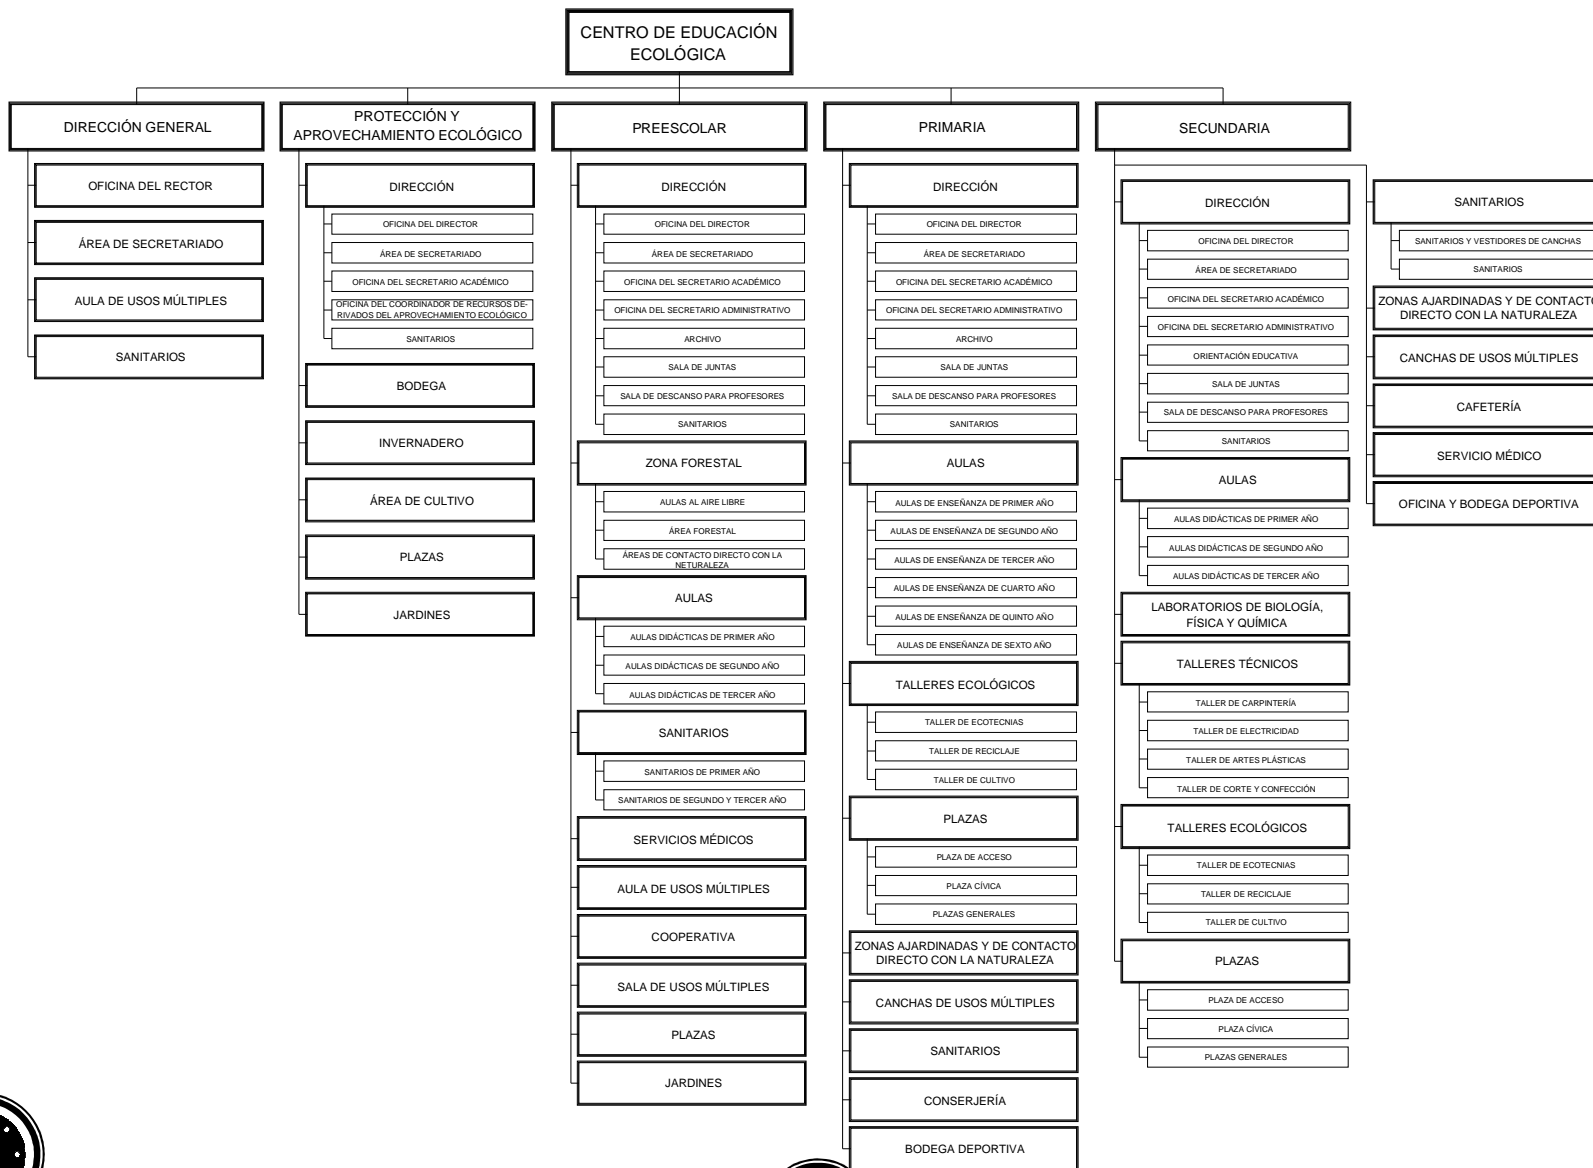 CENTRO DE EDUCACIÓN
ECOLÓGICA
DIRECCIÓN GENERAL
OFICINA DEL RECTOR
ÁREA DE SECRETARIADO
AULA DE USOS MÚLTIPLES
SANITARIOS
PROTECCIÓN Y
APROVECHAMIENTO ECOLÓGICO
DIRECCIÓN
OFICINA DEL DIRECTOR
ÁREA DE SECRETARIADO
OFICINA DEL SECRETARIO ACADÉMICO
OFICINA DEL COORDINADOR DE RECURSOS DE-
RIVADOS DEL APROVECHAMIENTO ECOLÓGICO
SANITARIOS
BODEGA
INVERNADERO
ÁREA DE CULTIVO
PLAZAS
JARDINES
PREESCOLAR
DIRECCIÓN
OFICINA DEL DIRECTOR
ÁREA DE SECRETARIADO
OFICINA DEL SECRETARIO ACADÉMICO
OFICINA DEL SECRETARIO ADMINISTRATIVO
ARCHIVO
SALA DE JUNTAS
SALA DE DESCANSO PARA PROFESORES
SANITARIOS
ZONA FORESTAL
AULAS AL AIRE LIBRE
ÁREA FORESTAL
ÁREAS DE CONTACTO DIRECTO CON LA
NETURALEZA
AULAS
AULAS DIDÁCTICAS DE PRIMER AÑO
AULAS DIDÁCTICAS DE SEGUNDO AÑO
AULAS DIDÁCTICAS DE TERCER AÑO
SANITARIOS
SANITARIOS DE PRIMER AÑO
SANITARIOS DE SEGUNDO Y TERCER AÑO
SERVICIOS MÉDICOS
AULA DE USOS MÚLTIPLES
COOPERATIVA
SALA DE USOS MÚLTIPLES
PLAZAS
JARDINES
PRIMARIA
DIRECCIÓN
OFICINA DEL DIRECTOR
ÁREA DE SECRETARIADO
OFICINA DEL SECRETARIO ACADÉMICO
OFICINA DEL SECRETARIO ADMINISTRATIVO
ARCHIVO
SALA DE JUNTAS
SALA DE DESCANSO PARA PROFESORES
SANITARIOS
AULAS
AULAS DE ENSEÑANZA DE PRIMER AÑO
AULAS DE ENSEÑANZA DE SEGUNDO AÑO
AULAS DE ENSEÑANZA DE TERCER AÑO
AULAS DE ENSEÑANZA DE CUARTO AÑO
AULAS DE ENSEÑANZA DE QUINTO AÑO
AULAS DE ENSEÑANZA DE SEXTO AÑO
TALLERES ECOLÓGICOS
TALLER DE ECOTECNIAS
TALLER DE RECICLAJE
TALLER DE CULTIVO
PLAZAS
PLAZA DE ACCESO
PLAZA CÍVICA
PLAZAS GENERALES
ZONAS AJARDINADAS Y DE CONTACTO
DIRECTO CON LA NATURALEZA
CANCHAS DE USOS MÚLTIPLES
SANITARIOS
CONSERJERÍA
BODEGA DEPORTIVA
SECUNDARIA
DIRECCIÓN
OFICINA DEL DIRECTOR
ÁREA DE SECRETARIADO
OFICINA DEL SECRETARIO ACADÉMICO
OFICINA DEL SECRETARIO ADMINISTRATIVO
ORIENTACIÓN EDUCATIVA
SALA DE JUNTAS
SALA DE DESCANSO PARA PROFESORES
SANITARIOS
AULAS
AULAS DIDÁCTICAS DE PRIMER AÑO
AULAS DIDÁCTICAS DE SEGUNDO AÑO
AULAS DIDÁCTICAS DE TERCER AÑO
LABORATORIOS DE BIOLOGÍA,
FÍSICA Y QUÍMICA
TALLERES TÉCNICOS
TALLER DE CARPINTERÍA
TALLER DE ELECTRICIDAD
TALLER DE ARTES PLÁSTICAS
TALLER DE CORTE Y CONFECCIÓN
TALLERES ECOLÓGICOS
TALLER DE ECOTECNIAS
TALLER DE RECICLAJE
TALLER DE CULTIVO
PLAZAS
PLAZA DE ACCESO
PLAZA CÍVICA
PLAZAS GENERALES
SANITARIOS
SANITARIOS Y VESTIDORES DE CANCHAS
SANITARIOS
ZONAS AJARDINADAS Y DE CONTACTO
DIRECTO CON LA NATURALEZA
CANCHAS DE USOS MÚLTIPLES
CAFETERÍA
SERVICIO MÉDICO
OFICINA Y BODEGA DEPORTIVA